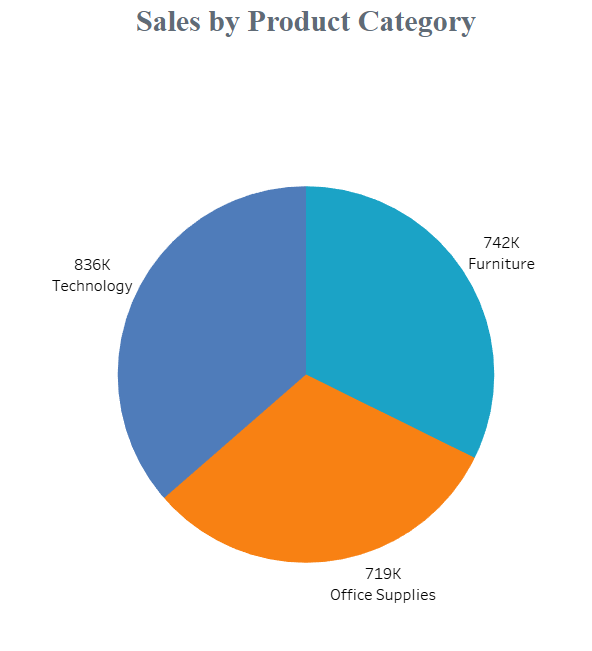 Sales by Product Category
742K
Furniture
836K
Technology
719K
Office Supplies